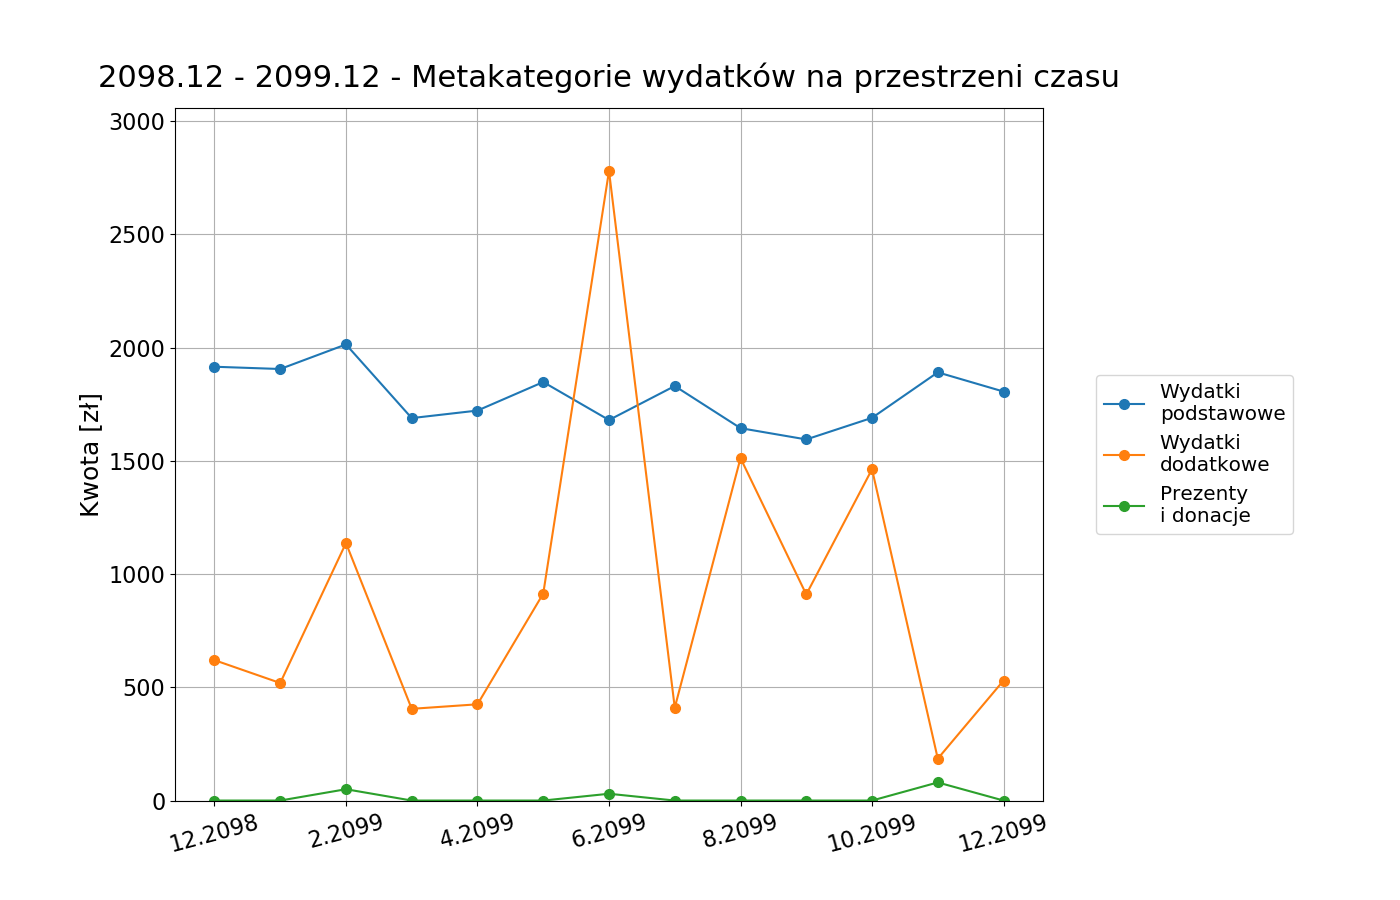 2098.12 - 2099.12 - Metakategorie wydatków na przestrzeni czasu
Kwota [zł]
3000
2500
2000
1500
1000
500
0
12.2098
2.2099
4.2099
6.2099
8.2099
10.2099
12.2099
Wydatki
podstawowe
Wydatki
dodatkowe
Prezenty
i donacje